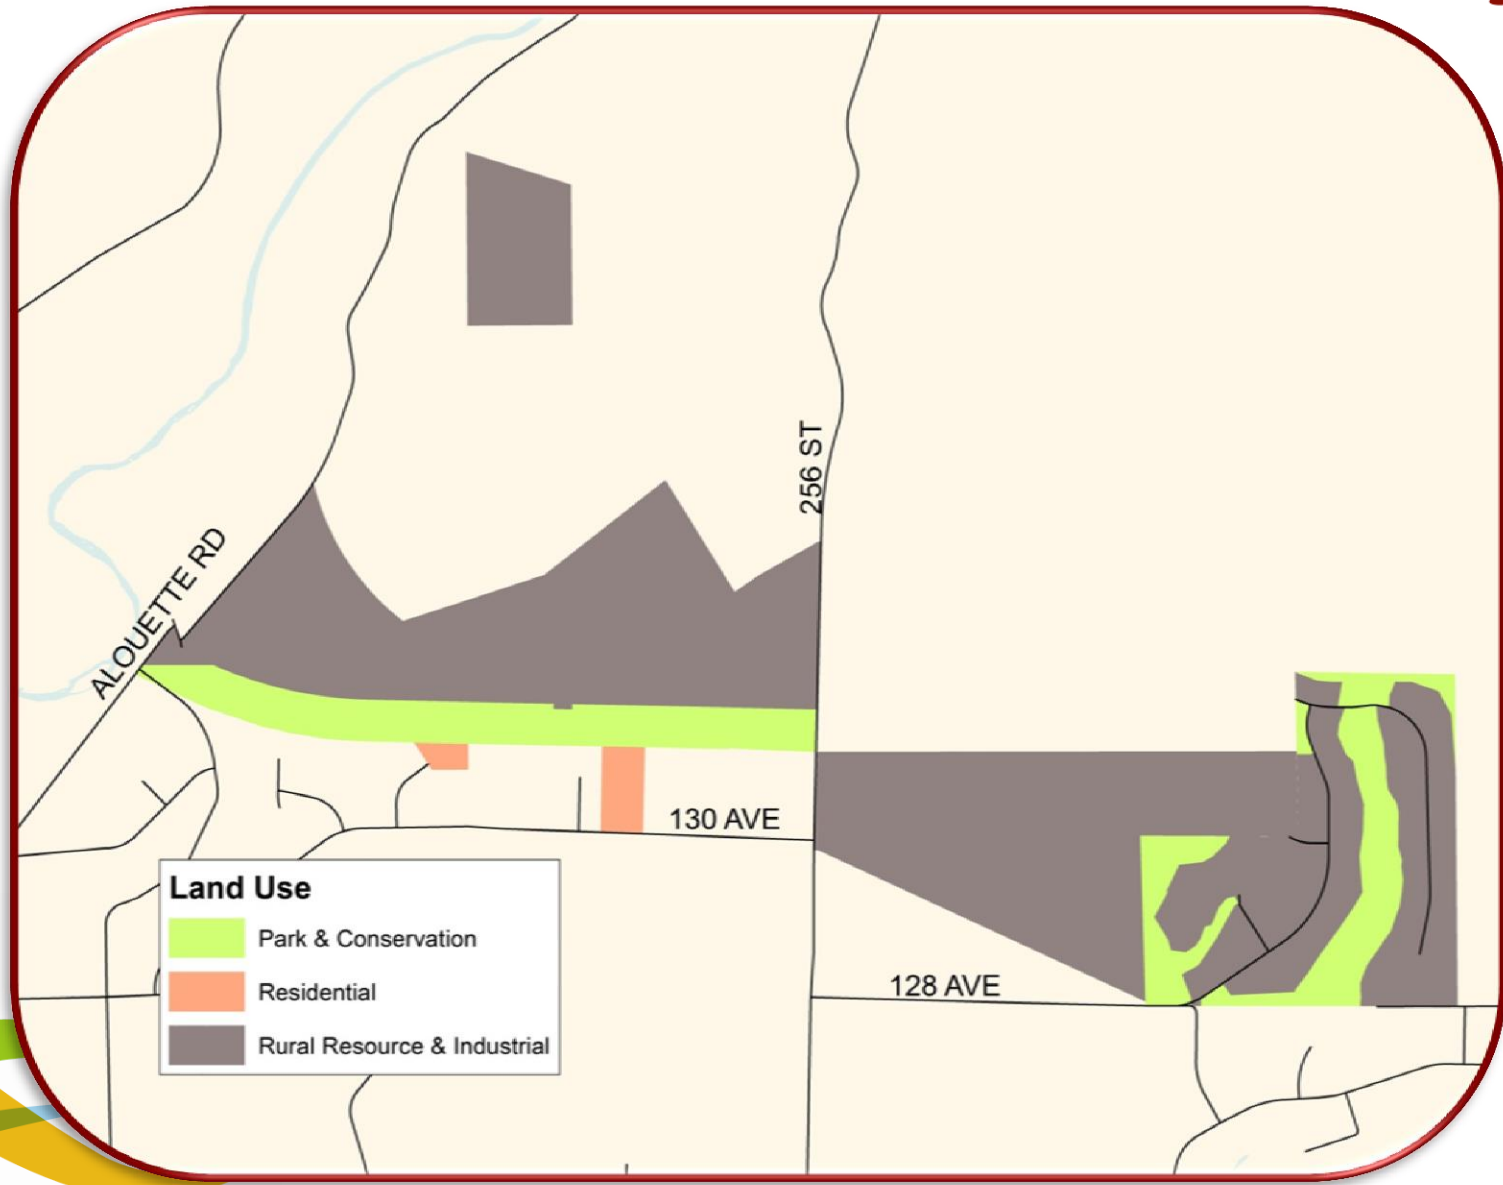 256 ST
ALOUETTE RD
130 AVE
128 AVE
Land Use
Park & Conservation
Residential
Rural Resource & Industrial